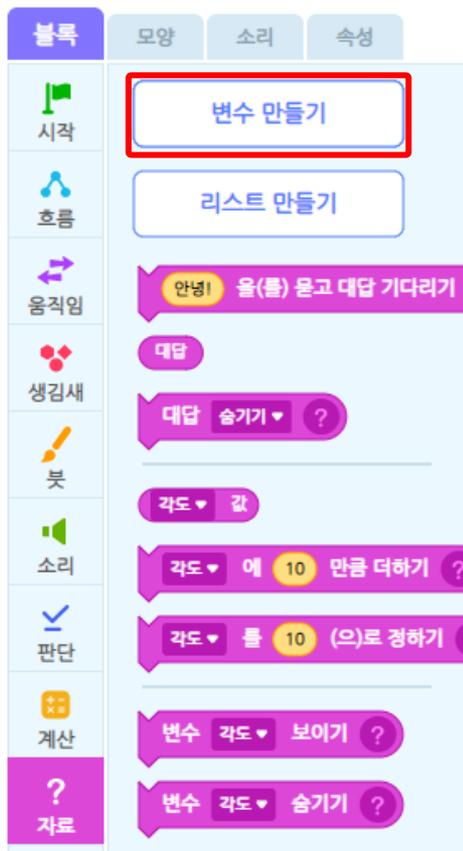 블록 모양 소리 속성
시작
흐름
움직임
생김새
붓
소리
판단
계산
? 자료
변수 만들기
리스트 만들기
안녕! 을(를) 묻고 대답 기다리기
대답
대답 숨기기 ▼ ?
각도 ▼ 값
각도 ▼ 에 10 만큼 더하기 ?
각도 ▼ 를 10 (으)로 정하기
변수 각도 ▼ 보이기 ?
변수 각도 ▼ 숨기기 ?